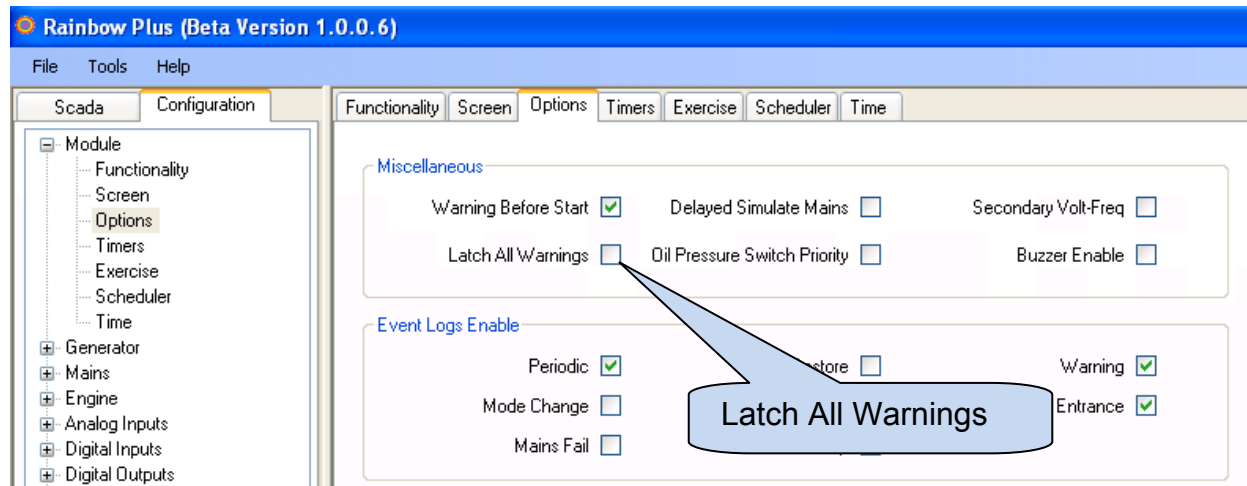 Rainbow Plus (Beta Version 1.0.0.6)
File Tools Help
Scada Configuration
Functionality Screen Options Timers Exercise Scheduler Time
Module
Functionality
Screen
Options
Timers
Exercise
Scheduler
Time
Generator
Mains
Engine
Analog Inputs
Digital Inputs
Digital Outputs
Miscellaneous
Warning Before Start Delayed Simulate Mains Secondary Volt-Freq
Latch All Warnings Oil Pressure Switch Priority Buzzer Enable
Event Logs Enable
Periodic Warning
Mode Change Entrance
Mains Fail
Latch All Warnings